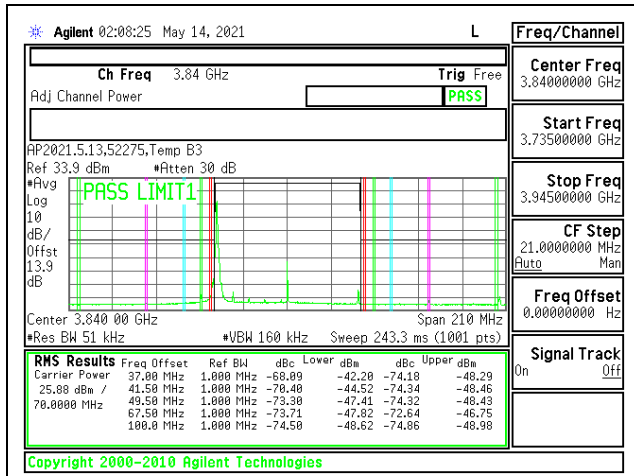 Agilent 02:08:25 May 14, 2021 L
Freq/Channel
Ch Freq 3.84 GHz Trig Free
Adj Channel Power PASS
AP2021.5.13,52275,Temp B3
Ref 33.9 dBm #Atten 30 dB
#Avg
Log
10
dB/
Offst
13.9
dB
PASS LIMIT1
Center 3.840 00 GHz Span 210 MHz
#Res BW 51 kHz #VBW 160 kHz Sweep 243.3 ms (1001 pts)
RMS Results Freq Offset Ref BW dBc Lower dBm dBc Upper dBm
Carrier Power 37.00 MHz 1.000 MHz -68.09 -42.20 -74.18 -48.29
25.88 dBm / 41.50 MHz 1.000 MHz -70.40 -44.52 -74.34 -48.46
70.0000 MHz 49.50 MHz 1.000 MHz -73.30 -47.41 -74.32 -48.43
67.50 MHz 1.000 MHz -73.71 -47.82 -72.64 -46.75
100.0 MHz 1.000 MHz -74.50 -48.62 -74.86 -48.98
Center Freq
3.84000000 GHz
Start Freq
3.73500000 GHz
Stop Freq
3.94500000 GHz
CF Step
21.0000000 MHz
Auto Man
Freq Offset
0.00000000 Hz
Signal Track
On Off
Copyright 2000-2010 Agilent Technologies